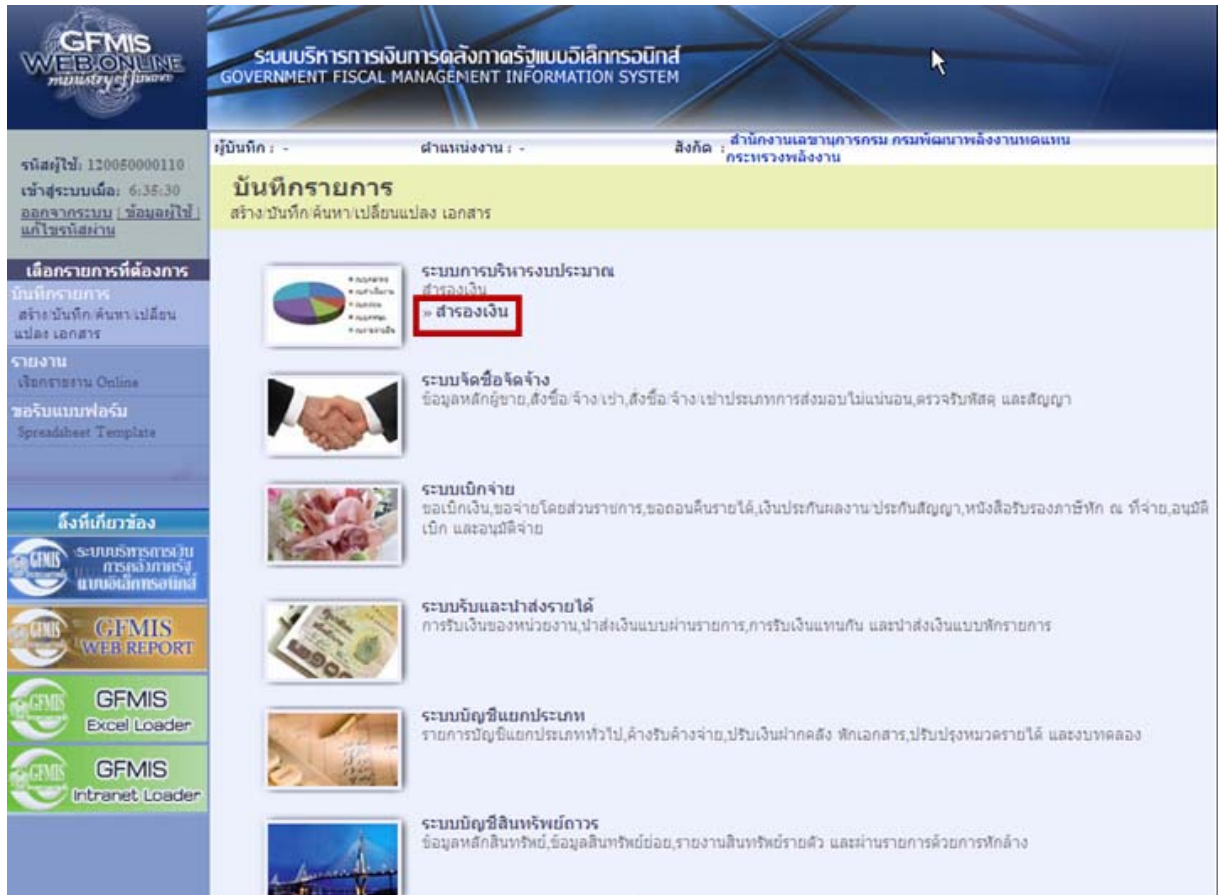 GFMIS
WEB ONLINE
ministry of finance
ระบบบริหารการเงินการคลังภาครัฐแบบอิเล็กทรอนิกส์
GOVERNMENT FISCAL MANAGEMENT INFORMATION SYSTEM
ผู้บันทึก : - ตำแหน่งงาน : - สังกัด : สำนักงานเลขานุการกรม กรมพัฒนาพลังงานทดแทน
กระทรวงพลังงาน
รหัสผู้ใช้: 120050000110
เข้าสู่ระบบเมื่อ: 6:35:30
ออกจากระบบ | ข้อมูลผู้ใช้ |
แก้ไขรหัสผ่าน
เลือกรายการที่ต้องการ
บันทึกรายการ
สร้าง/บันทึก/ค้นหา/เปลี่ยน
แปลง เอกสาร
รายงาน
เรียกรายงาน Online
ขอรับแบบฟอร์ม
Spreadsheet Template
ลิ้งที่เกี่ยวข้อง
GFMIS
ระบบบริหารการเงิน
การคลังภาครัฐ
แบบอิเล็กทรอนิกส์
GFMIS
GFMIS
WEB REPORT
GFMIS
GFMIS
Excel Loader
GFMIS
GFMIS
Intranet Loader
บันทึกรายการ
สร้าง/บันทึก/ค้นหา/เปลี่ยนแปลง เอกสาร
ระบบการบริหารงบประมาณ
สำรองเงิน
» สำรองเงิน
ระบบจัดซื้อจัดจ้าง
ข้อมูลหลักผู้ขาย,สั่งซื้อ/จ้าง/เช่า,สั่งซื้อ/จ้าง/เช่าประเภทการส่งมอบไม่แน่นอน,ตรวจรับพัสดุ และสัญญา
ระบบเบิกจ่าย
ขอเบิกเงิน,ขอจ่ายโดยส่วนราชการ,ขอถอนคืนรายได้,เงินประกันผลงาน/ประกันสัญญา,หนังสือรับรองภาษีหัก ณ ที่จ่าย,อนุมัติ
เบิก และอนุมัติจ่าย
ระบบรับและนำส่งรายได้
การรับเงินของหน่วยงาน,นำส่งเงินแบบผ่านรายการ,การรับเงินแทนกัน และนำส่งเงินแบบพักรายการ
ระบบบัญชีแยกประเภท
รายการบัญชีแยกประเภททั่วไป,ค้างรับค้างจ่าย,ปรับเงินฝากคลัง พักเอกสาร,ปรับปรุงหมวดรายได้ และงบทดลอง
ระบบบัญชีสินทรัพย์ถาวร
ข้อมูลหลักสินทรัพย์,ข้อมูลสินทรัพย์ย่อย,รายงานสินทรัพย์รายตัว และผ่านรายการด้วยการหักล้าง